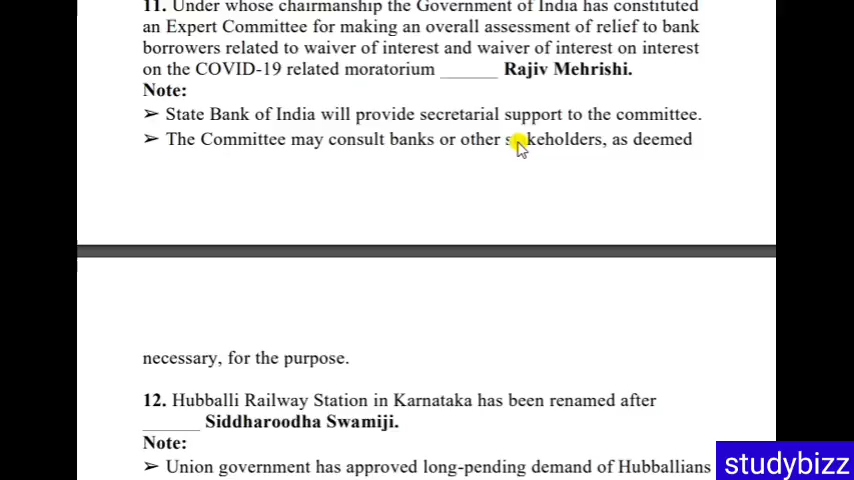 11. Under whose chairmanship the Government of India has constituted
an Expert Committee for making an overall assessment of relief to bank
borrowers related to waiver of interest and waiver of interest on interest
on the COVID-19 related moratorium ______ Rajiv Mehrishi.
Note:
➢ State Bank of India will provide secretarial support to the committee.
➢ The Committee may consult banks or other stakeholders, as deemed
necessary, for the purpose.
12. Hubballi Railway Station in Karnataka has been renamed after
______ Siddharoodha Swamiji.
Note:
➢ Union government has approved long-pending demand of Hubballians
studybizz